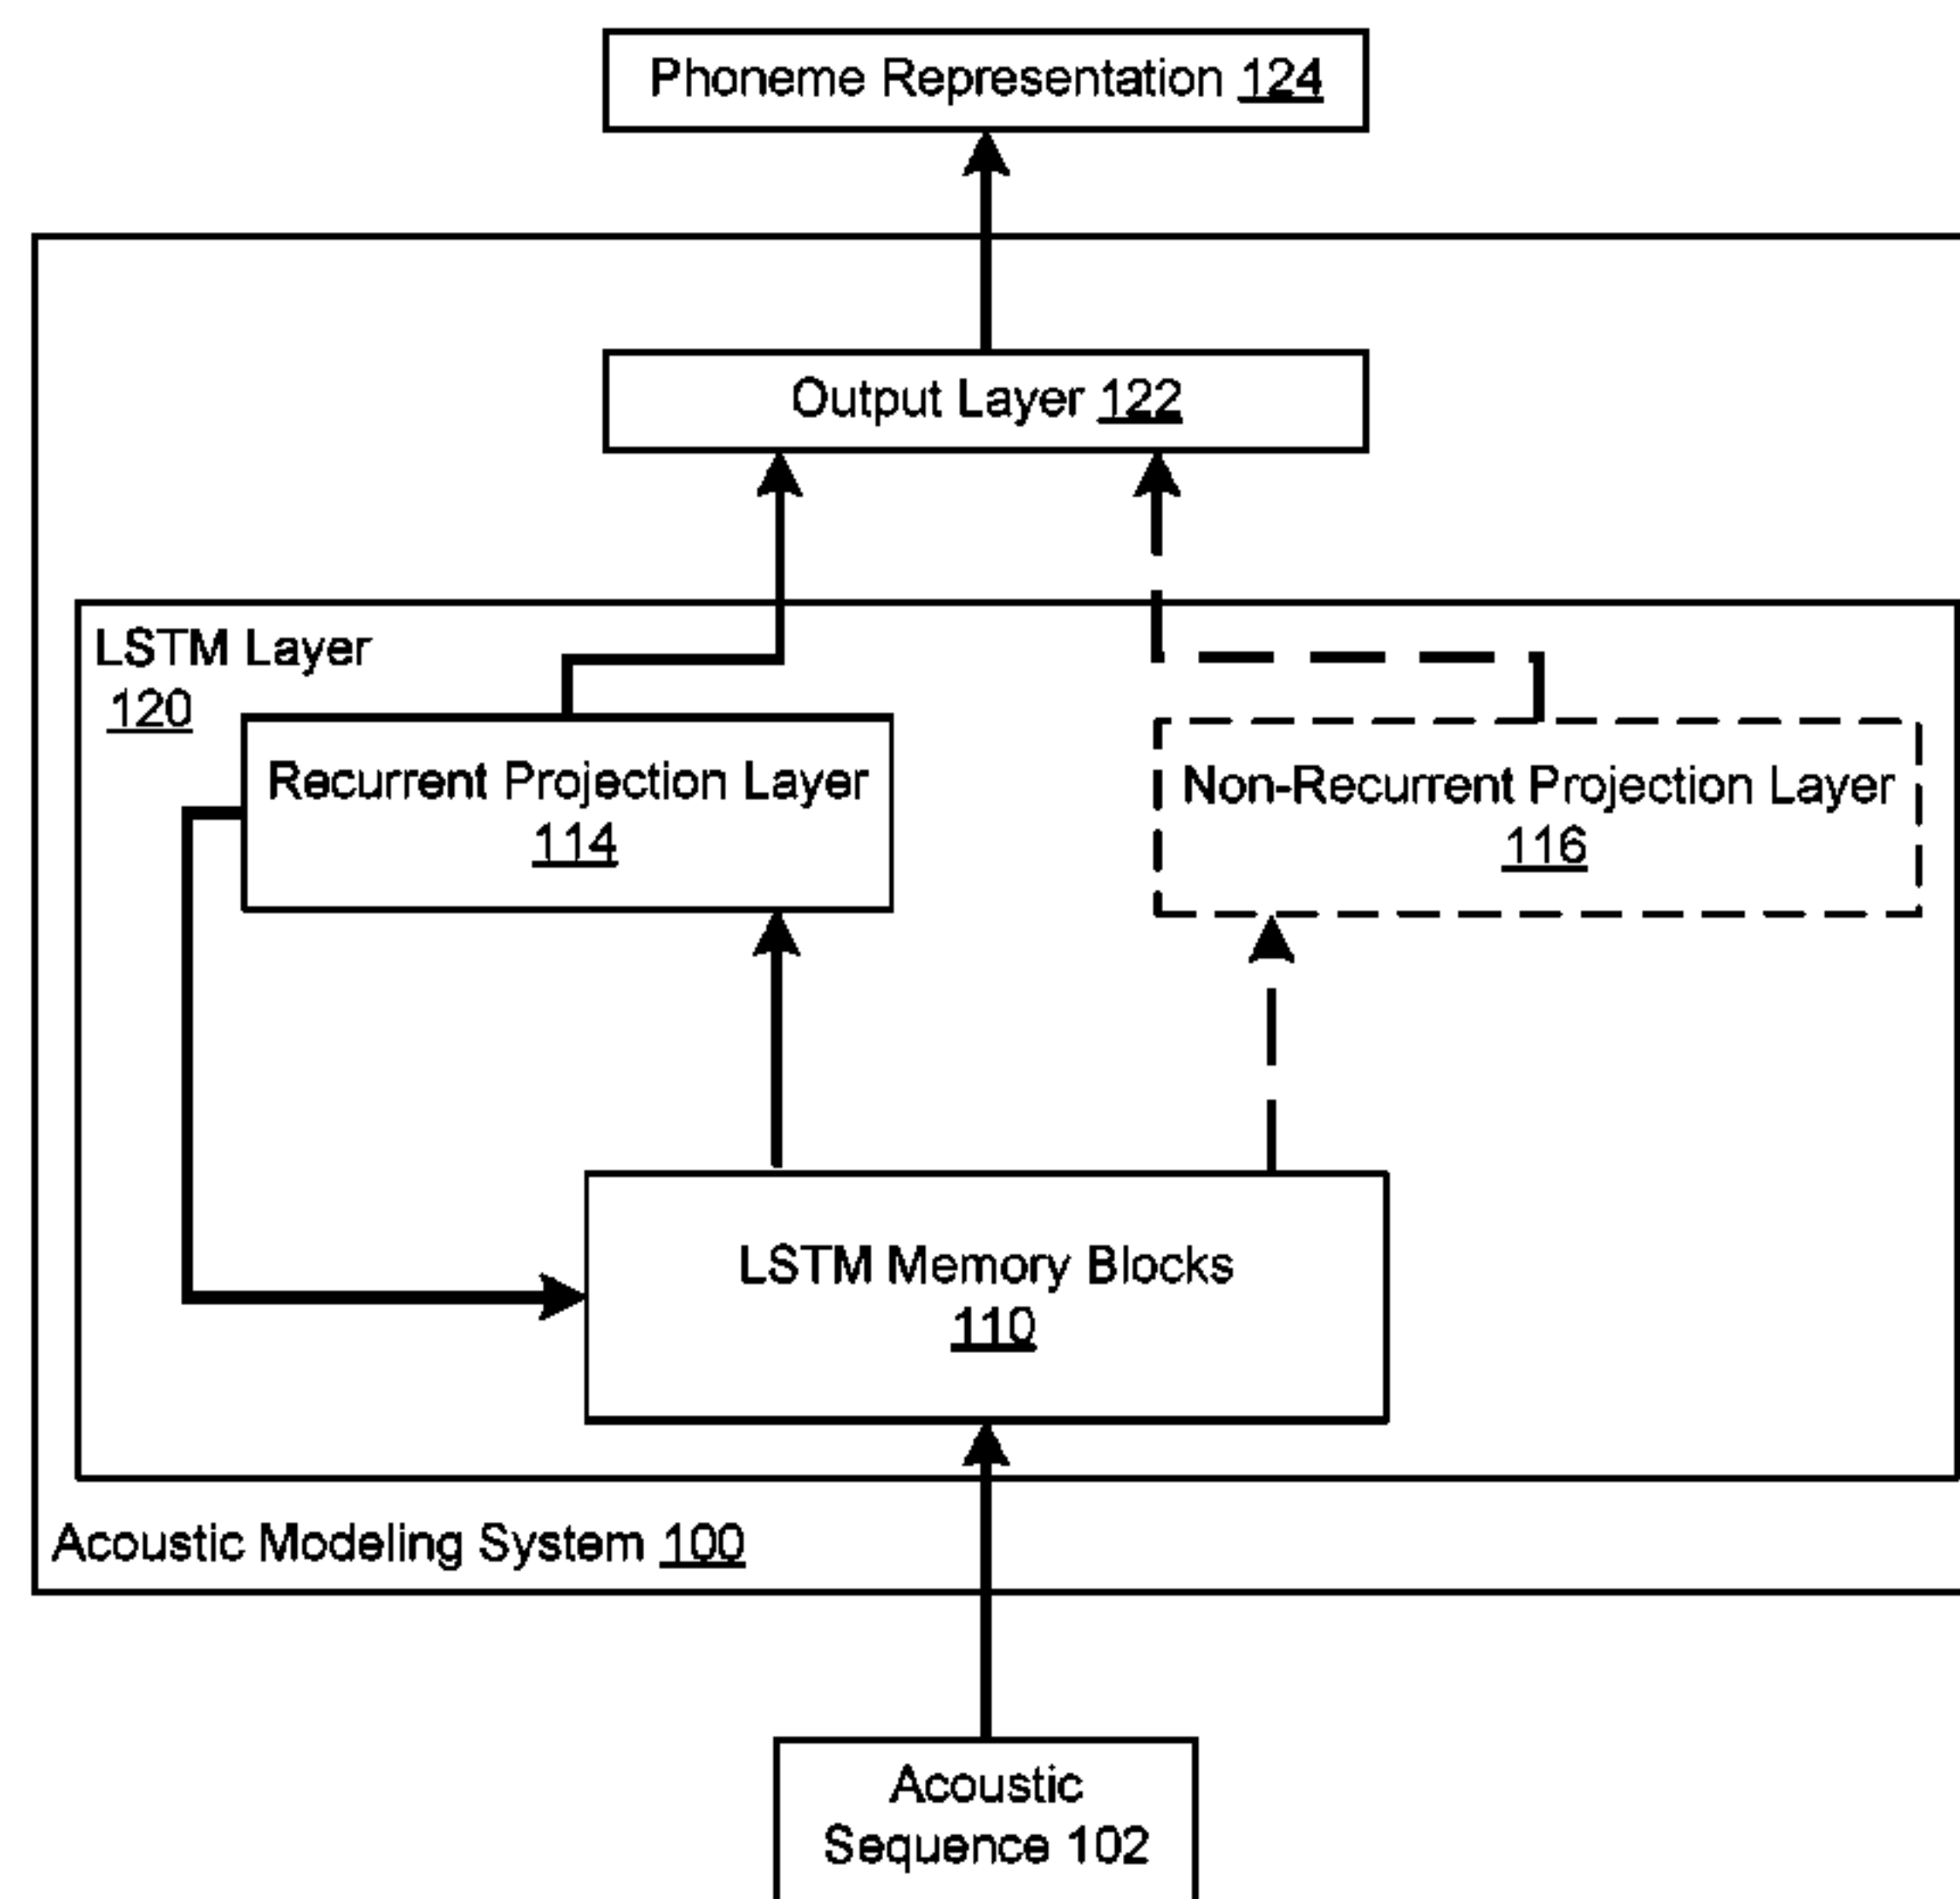 Phoneme Representation 124
Output Layer 122
LSTM Layer
120
Recurrent Projection Layer
114
Non-Recurrent Projection Layer
116
LSTM Memory Blocks
110
Acoustic Modeling System 100
Acoustic
Sequence 102